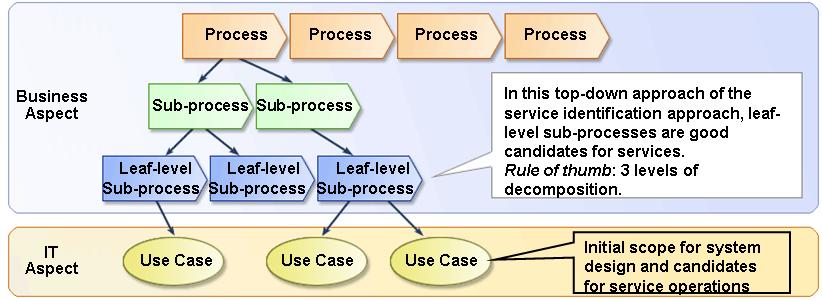 Process Process Process Process
Business
Aspect
Sub-process Sub-process
In this top-down approach of the
service identification approach, leaf-
level sub-processes are good
candidates for services.
Rule of thumb: 3 levels of
decomposition.
Leaf-level
Sub-process
Leaf-level
Sub-process
Leaf-level
Sub-process
IT
Aspect
Use Case Use Case Use Case
Initial scope for system
design and candidates
for service operations